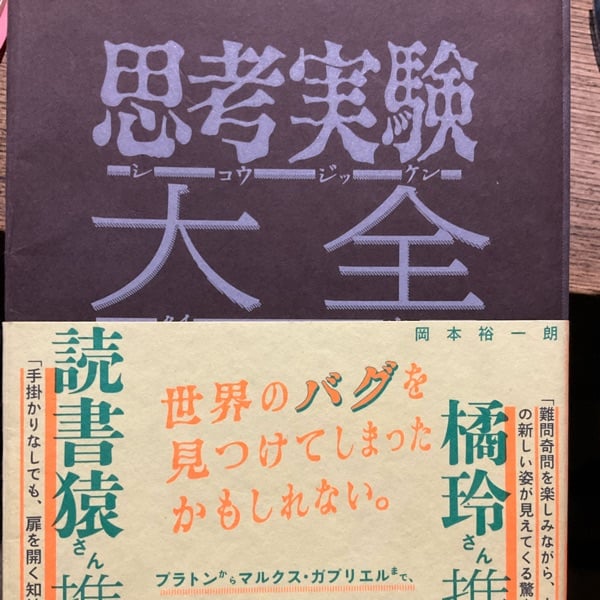 思考実験
シコウジッケン
大全
タイ
岡本裕一朗
世界のバグを
見つけてしまった
かもしれない。
「難問奇問を楽しみながら、
の新しい姿が見えてくる驚
橘玲さん推
読書猿さん推
「手掛かりなしでも、扉を開く知
プラトンからマルクス・ガブリエルまで、